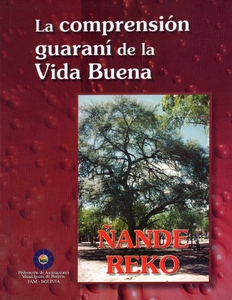 La comprensión
guaraní de la
Vida Buena
ÑANDE
REKO
Federación de Asociaciones
Municipales de Bolivia
FAM - BOLIVIA